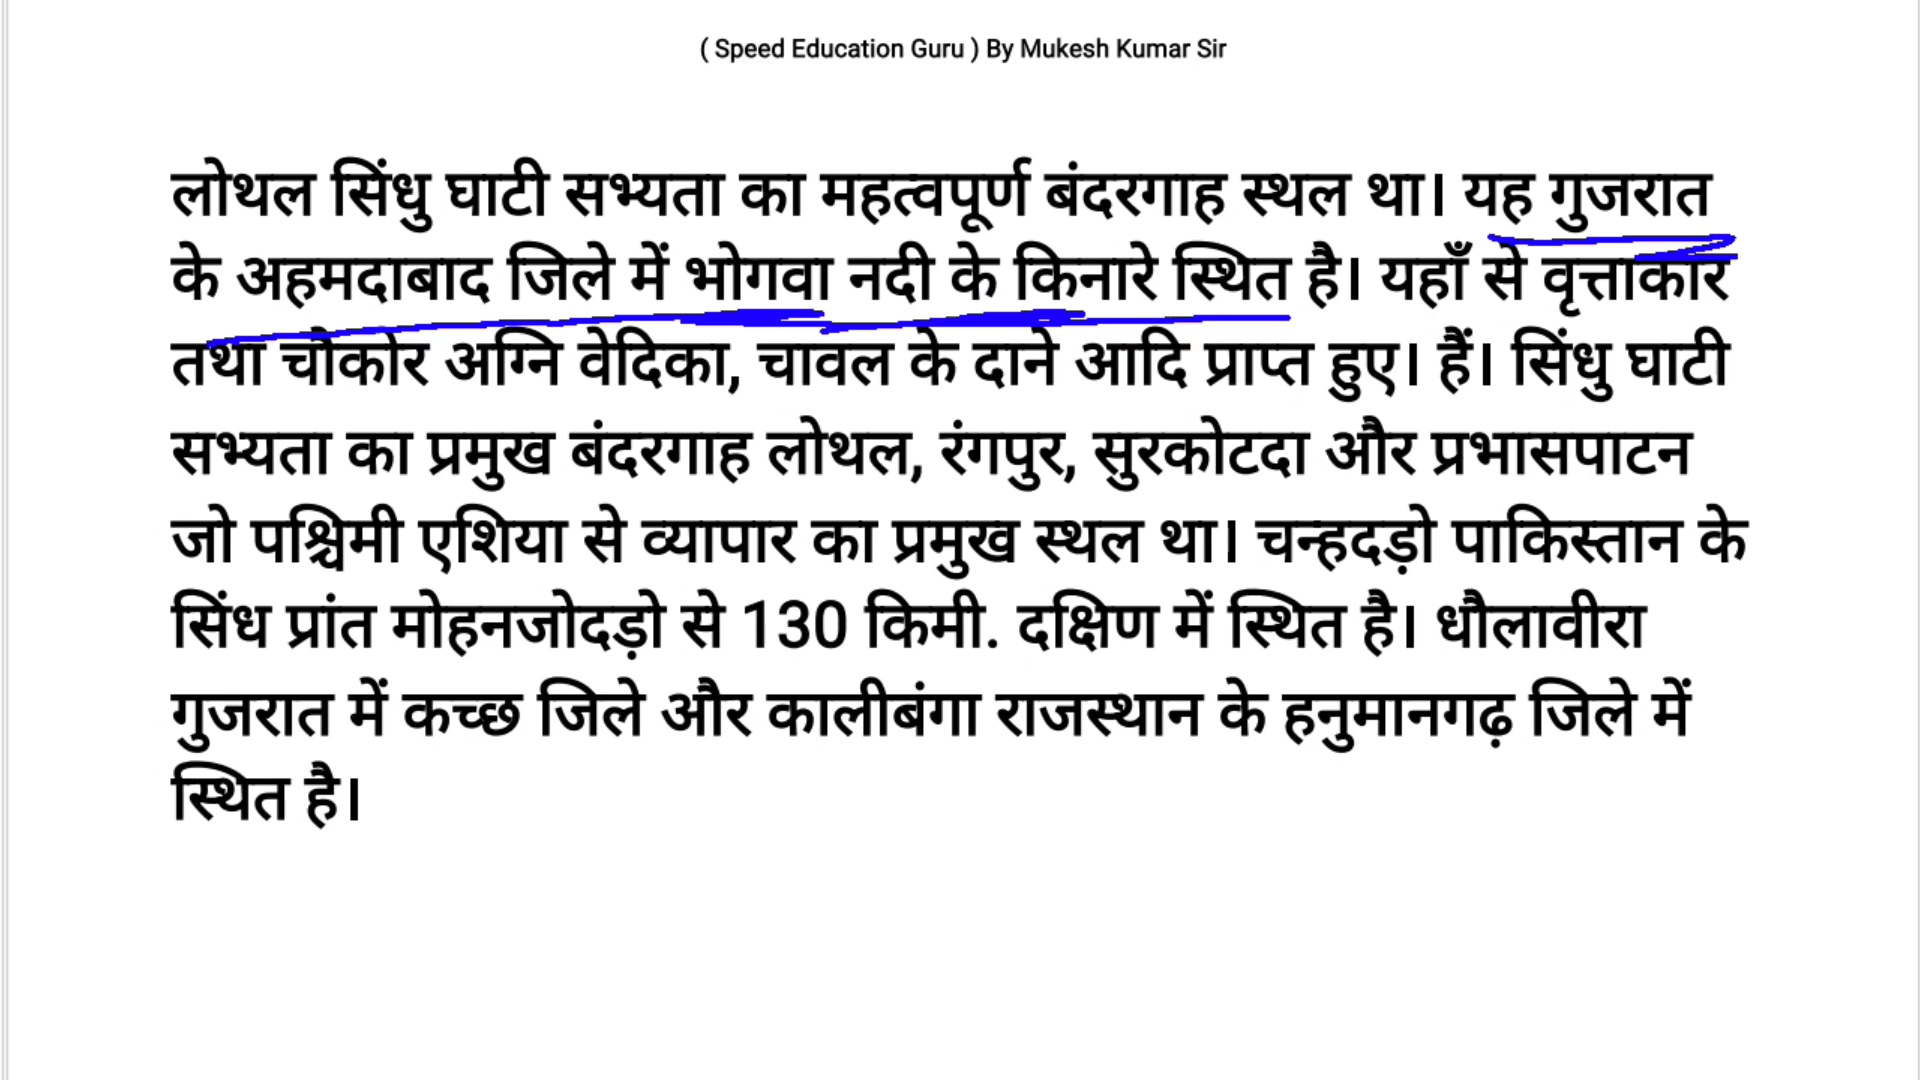 ( Speed Education Guru ) By Mukesh Kumar Sir
लोथल सिंधु घाटी सभ्यता का महत्वपूर्ण बंदरगाह स्थल था। यह गुजरात
के अहमदाबाद जिले में भोगवा नदी के किनारे स्थित है। यहाँ से वृत्ताकार
तथा चौकोर अग्नि वेदिका, चावल के दाने आदि प्राप्त हुए। हैं। सिंधु घाटी
सभ्यता का प्रमुख बंदरगाह लोथल, रंगपुर, सुरकोटदा और प्रभासपाटन
जो पश्चिमी एशिया से व्यापार का प्रमुख स्थल था। चन्हदड़ो पाकिस्तान के
सिंध प्रांत मोहनजोदड़ो से 130 किमी. दक्षिण में स्थित है। धौलावीरा
गुजरात में कच्छ जिले और कालीबंगा राजस्थान के हनुमानगढ़ जिले में
स्थित है।